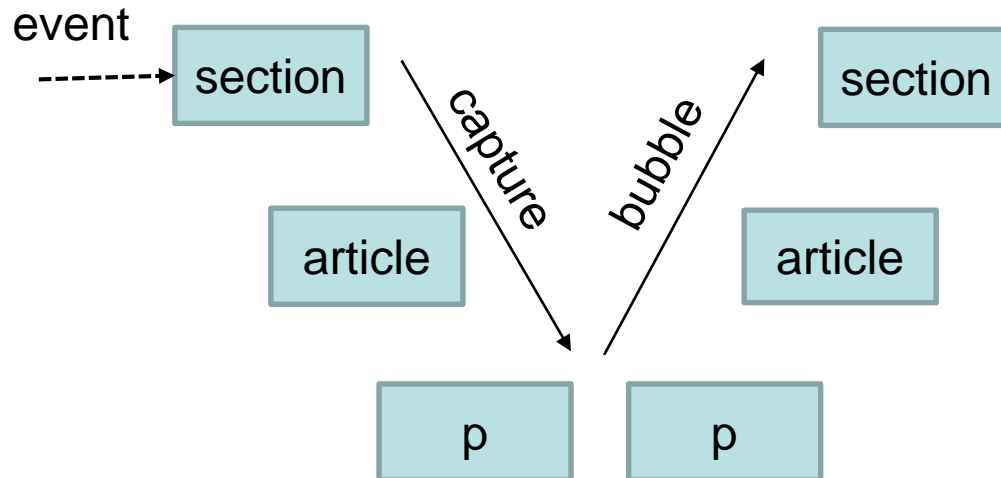 event
section
capture
bubble
section
article
article
p
p